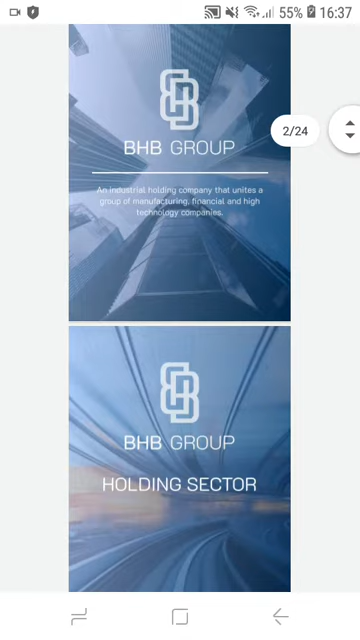 55% 16:37
BHB GROUP
2/24
An industrial holding company that unites a
group of manufacturing, financial and high
technology companies.
BHB GROUP
HOLDING SECTOR